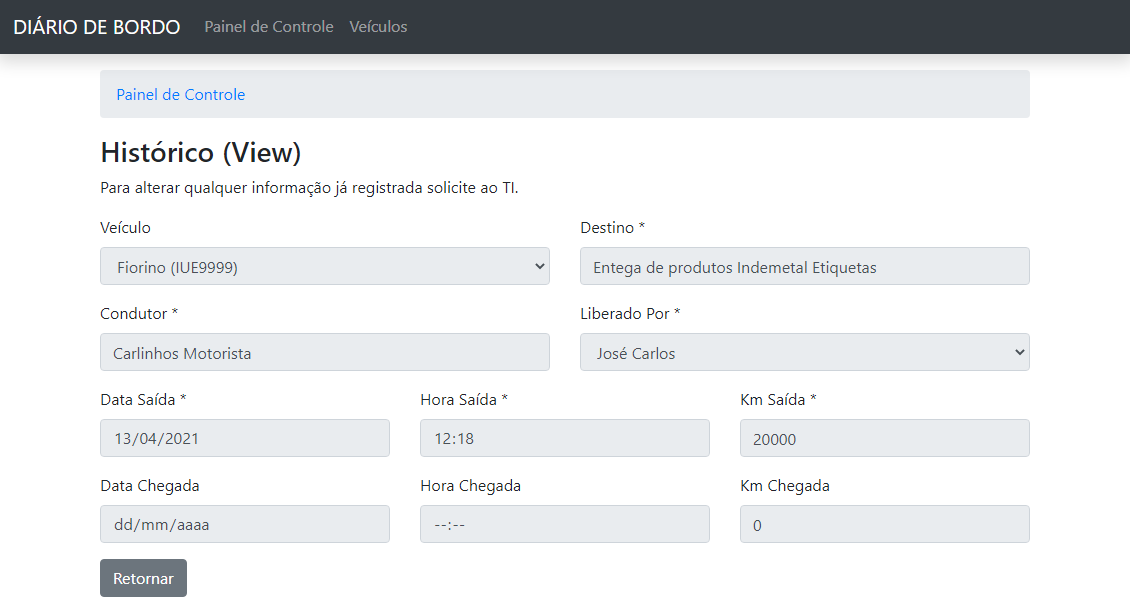 DIÁRIO DE BORDO Painel de Controle Veículos
Painel de Controle
Histórico (View)
Para alterar qualquer informação já registrada solicite ao TI.
Veículo Destino *
Fiorino (IUE9999) Entega de produtos Indemetal Etiquetas
Condutor * Liberado Por *
Carlinhos Motorista José Carlos
Data Saída * Hora Saída * Km Saída *
13/04/2021 12:18 20000
Data Chegada Hora Chegada Km Chegada
dd/mm/aaaa --:-- 0
Retornar